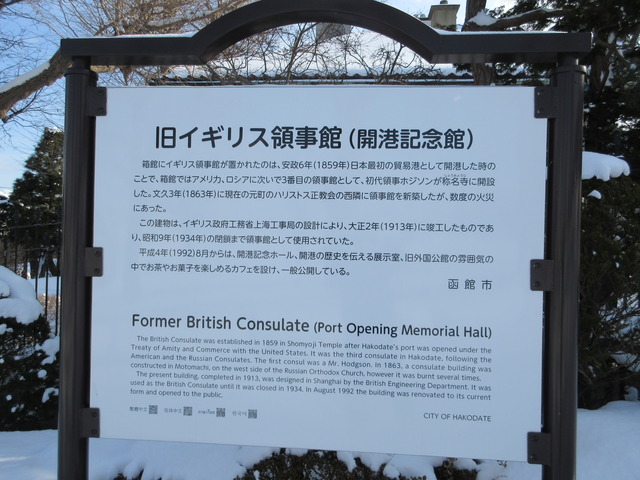 旧イギリス領事館（開港記念館）
箱館にイギリス領事館が置かれたのは、安政6年(1859年)日本最初の貿易港として開港した時の
ことで、箱館ではアメリカ、ロシアに次いで3番目の領事館として、初代領事ホジソンが称名寺に開設
した。文久3年(1863年)に現在の元町のハリストス正教会の西隣に領事館を新築したが、数度の火災
にあった。
この建物は、イギリス政府工務省上海工事局の設計により、大正2年(1913年)に竣工したものであ
り、昭和9年(1934年)の閉鎖まで領事館として使用されていた。
平成4年(1992)8月からは、開港記念ホール、開港の歴史を伝える展示室、旧外国公館の雰囲気の
中でお茶やお菓子を楽しめるカフェを設け、一般公開している。
函館市
Former British Consulate (Port Opening Memorial Hall)
The British Consulate was established in 1859 in Shomyoji Temple after Hakodate's port was opened under the
Treaty of Amity and Commerce with the United States. It was the third consulate in Hakodate, following the
American and the Russian Consulates. The first consul was a Mr. Hodgson. In 1863, a consulate building was
constructed in Motomachi, on the west side of the Russian Orthodox Church, however it was burnt several times.
The present building, completed in 1913, was designed in Shanghai by the British Engineering Department. It was
used as the British Consulate until it was closed in 1934. In August 1992 the building was renovated to its current
form and opened to the public.
繁體中文 简体中文 ภาษาไทย 한국어
CITY OF HAKODATE